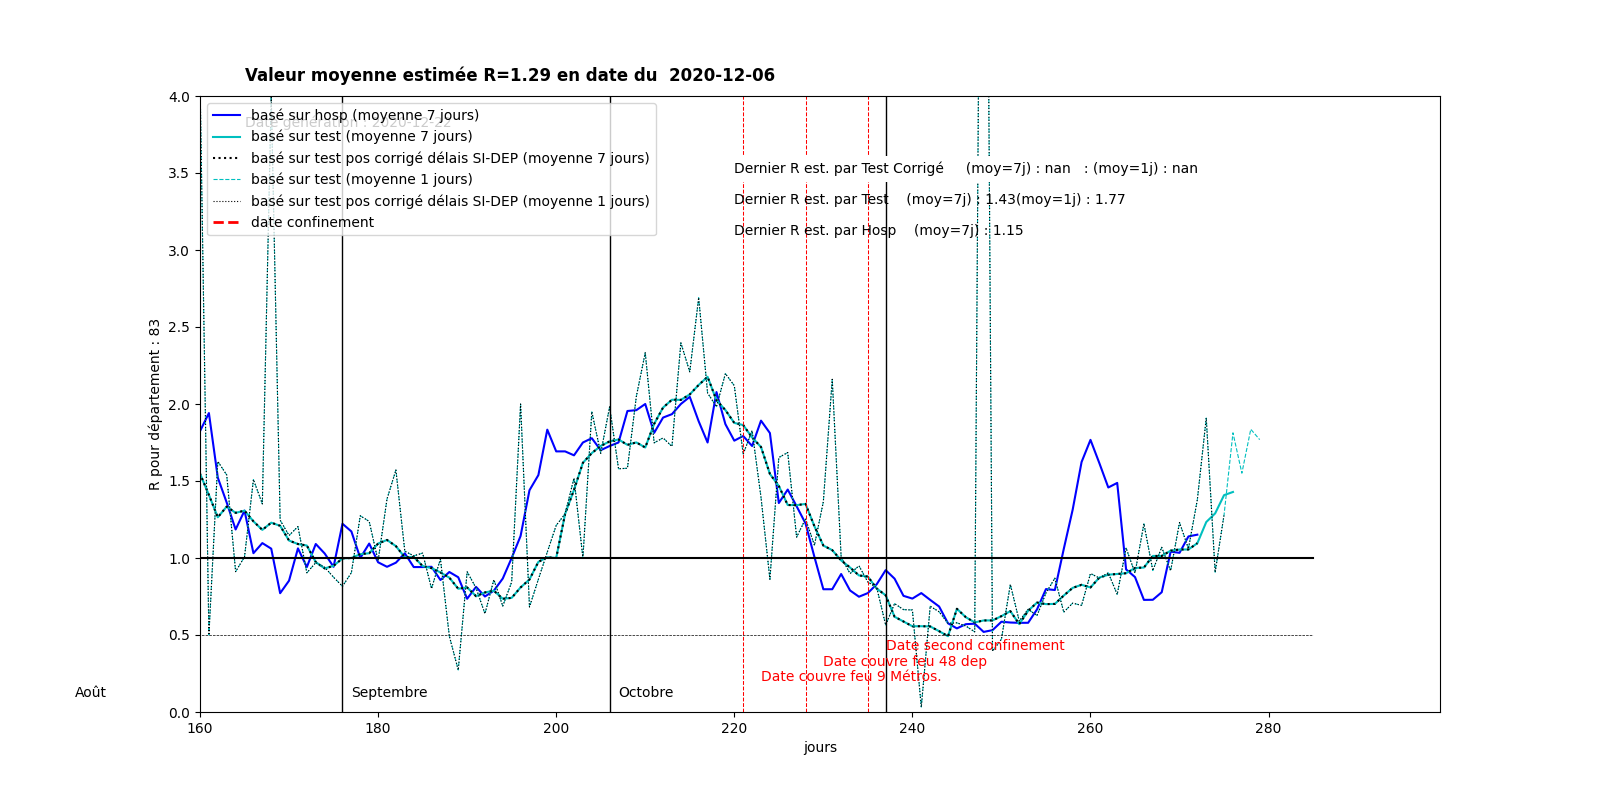 Valeur moyenne estimée R=1.29 en date du  2020-12-06
Date génération : 2020-12-22
basé sur hosp (moyenne 7 jours)
basé sur test (moyenne 7 jours)
basé sur test pos corrigé délais SI-DEP (moyenne 7 jours)
basé sur test (moyenne 1 jours)
basé sur test pos corrigé délais SI-DEP (moyenne 1 jours)
date confinement
Dernier R est. par Test Corrigé     (moy=7j) : nan   : (moy=1j) : nan
Dernier R est. par Test    (moy=7j) : 1.43(moy=1j) : 1.77
Dernier R est. par Hosp    (moy=7j) : 1.15
4.0
3.5
3.0
2.5
2.0
1.5
1.0
0.5
0.0
R pour département : 83
Date second confinement
Date couvre feu 48 dep
Date couvre feu 9 Métros.
Août
Septembre
Octobre
160 180 200 220 240 260 280
jours